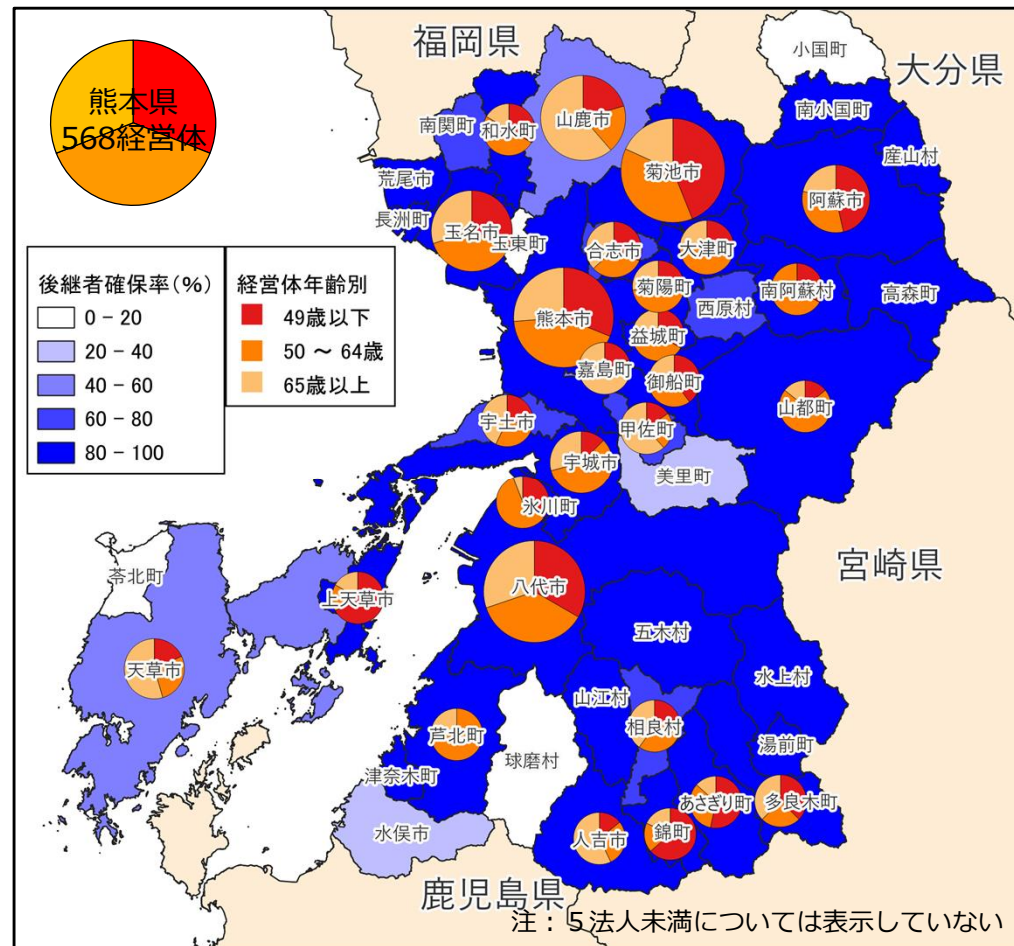 福岡県
小国町
大分県
熊本県
568経営体
南関町
和水町
山鹿市
菊池市
南小国町
産山村
荒尾市
長洲町
玉名市
玉東町
合志市
大津町
阿蘇市
菊陽町
西原村
南阿蘇村
高森町
熊本市
益城町
嘉島町
御船町
山都町
後継者確保率(%)
0 - 20
20 - 40
40 - 60
60 - 80
80 - 100
経営体年齢別
49歳以下
50 ~ 64歳
65歳以上
宇土市
甲佐町
宇城市
美里町
氷川町
宮崎県
苓北町
上天草市
八代市
天草市
五木村
水上村
山江村
相良村
湯前町
芦北町
球磨村
津奈木町
あさぎり町
多良木町
水俣市
人吉市
錦町
鹿児島県
注:5法人未満については表示していない